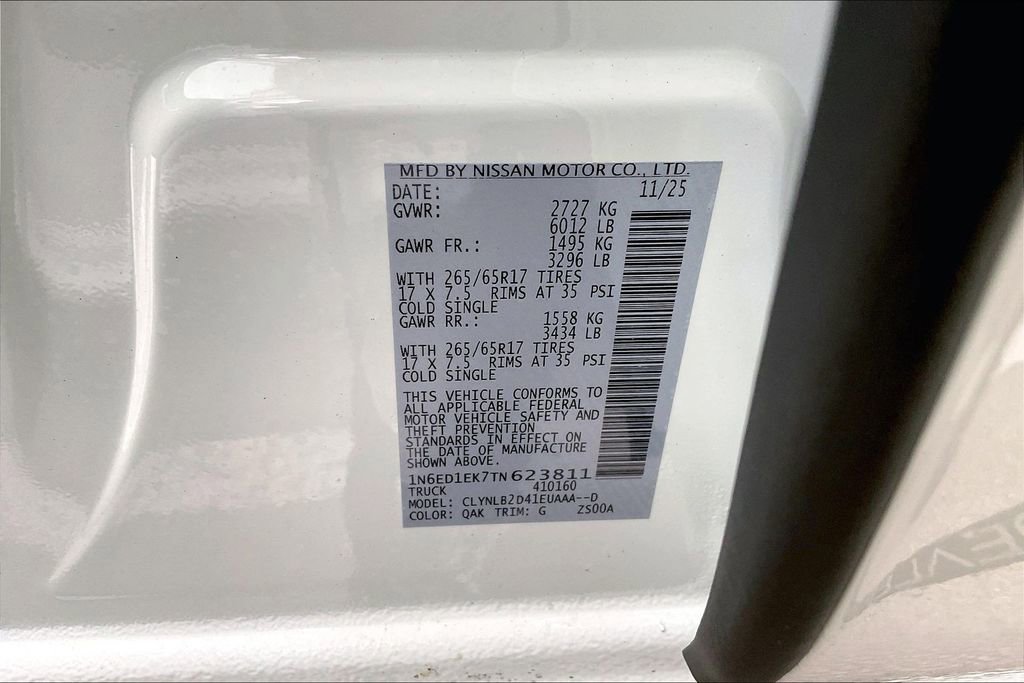 MFD BY NISSAN MOTOR CO., LTD.
DATE: 11/25
GVWR: 2727 KG
6012 LB
GAWR FR.: 1495 KG
3296 LB
WITH 265/65R17 TIRES
17 X 7.5 RIMS AT 35 PSI
COLD SINGLE
GAWR RR.: 1558 KG
3434 LB
WITH 265/65R17 TIRES
17 X 7.5 RIMS AT 35 PSI
COLD SINGLE
THIS VEHICLE CONFORMS TO
ALL APPLICABLE FEDERAL
MOTOR VEHICLE SAFETY AND
THEFT PREVENTION
STANDARDS IN EFFECT ON
THE DATE OF MANUFACTURE
SHOWN ABOVE.
1N6ED1EK7TN623811
TRUCK 410160
MODEL: CLYNLB2D41EUAAA--D
COLOR: QAK TRIM: G ZS00A